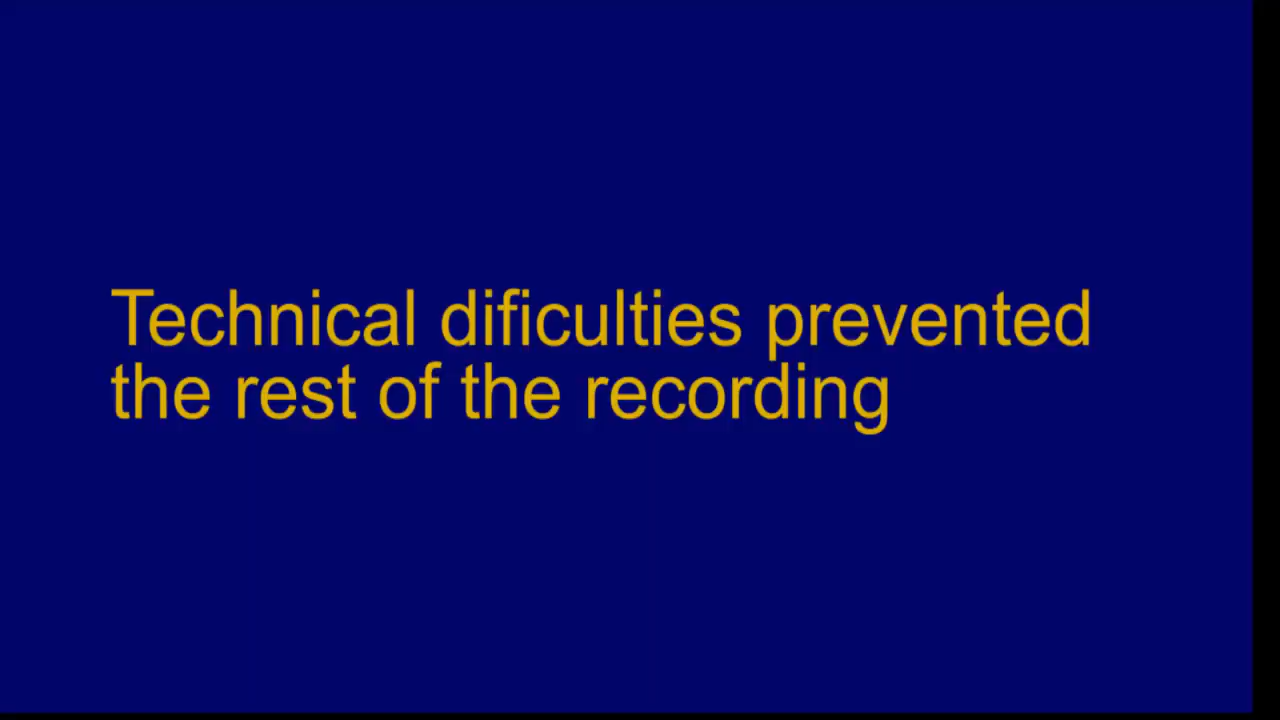 Technical dificulties prevented
the rest of the recording